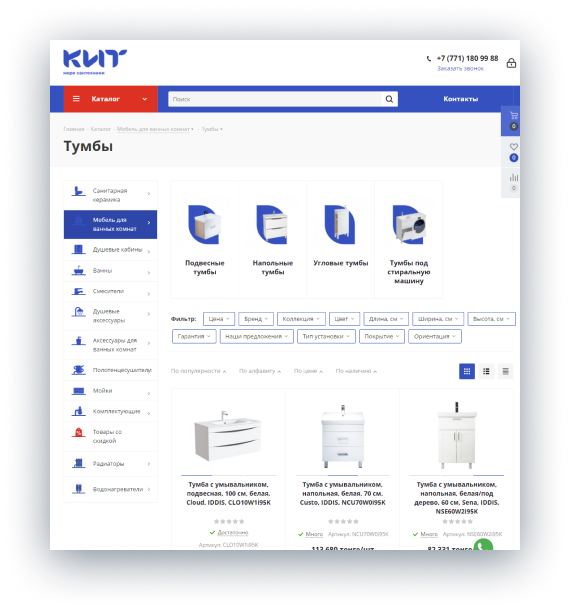 КИТ
море сантехники
+7 (771) 180 99 88
Заказать звонок
Каталог
Поиск
Контакты
0
Главная - Каталог - Мебель для ванных комнат - Тумбы
0
Тумбы
0
Санитарная
керамика
Мебель для
ванных комнат
Душевые кабины
Ванны
Смесители
Душевые
аксессуары
Аксессуары для
ванных комнат
Полотенцесушители
Мойки
Комплектующие
Товары со
скидкой
Радиаторы
Водонагреватели
Подвесные
тумбы
Напольные
тумбы
Угловые тумбы
Тумбы под
стиральную
машину
Фильтр: Цена Бренд Коллекция Цвет Длина, см Ширина, см Высота, см
Гарантия Наши предложения Тип установки Покрытие Ориентация
По популярности По алфавиту По цене По наличию
Тумба с умывальником,
подвесная, 100 см, белая,
Cloud, IDDIS, CLO10W1i95K
Достаточно
Артикул: CLO10W1i95K
Тумба с умывальником,
напольная, белая, 70 см,
Custo, IDDIS, NCU70W0i95K
Много Артикул: NCU70W0i95K
113 680 тенге/шт
Тумба с умывальником,
напольная, белая/под
дерево, 60 см, Sena, IDDIS,
NSE60W2i95K
Много Артикул: NSE60W2i95K
82 331 тенге